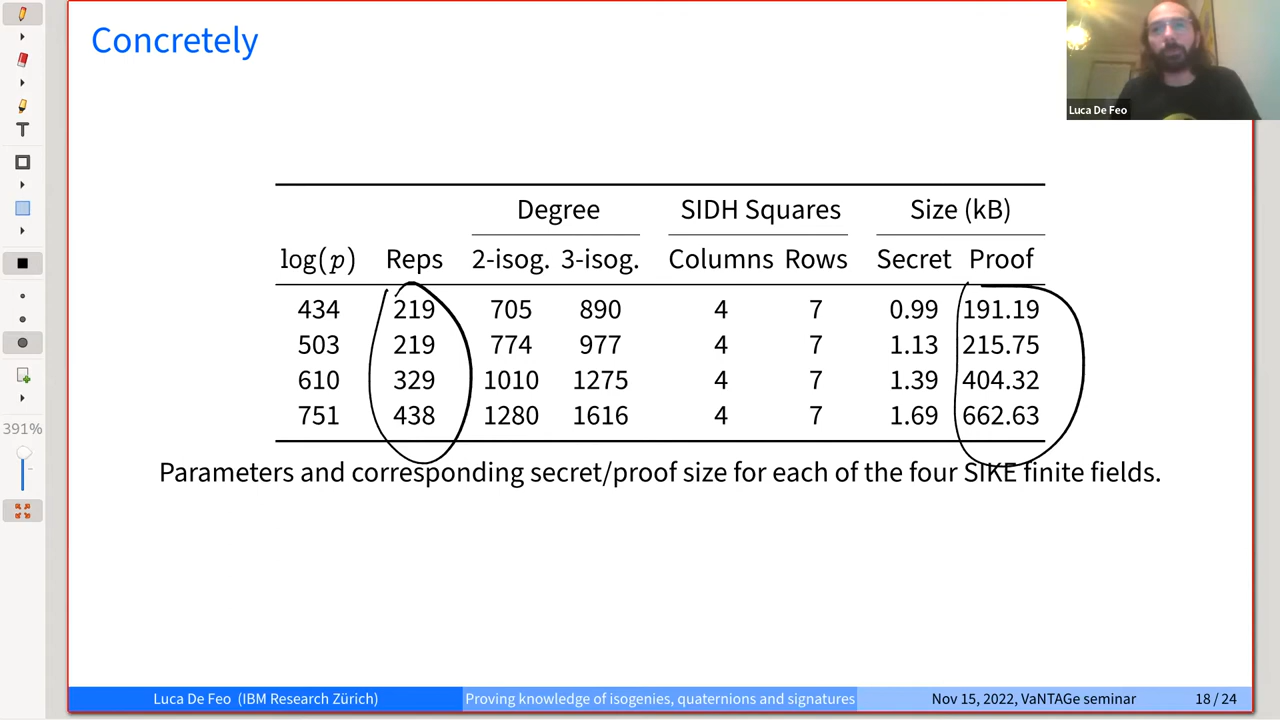 Concretely
Luca De Feo
Degree SIDH Squares Size (kB)
log(p) Reps 2-isog. 3-isog. Columns Rows Secret Proof
434 219 705 890 4 7 0.99 191.19
503 219 774 977 4 7 1.13 215.75
610 329 1010 1275 4 7 1.39 404.32
751 438 1280 1616 4 7 1.69 662.63
Parameters and corresponding secret/proof size for each of the four SIKE finite fields.
391%
Luca De Feo (IBM Research Zürich) Proving knowledge of isogenies, quaternions and signatures Nov 15, 2022, VaNTAGe seminar 18 / 24